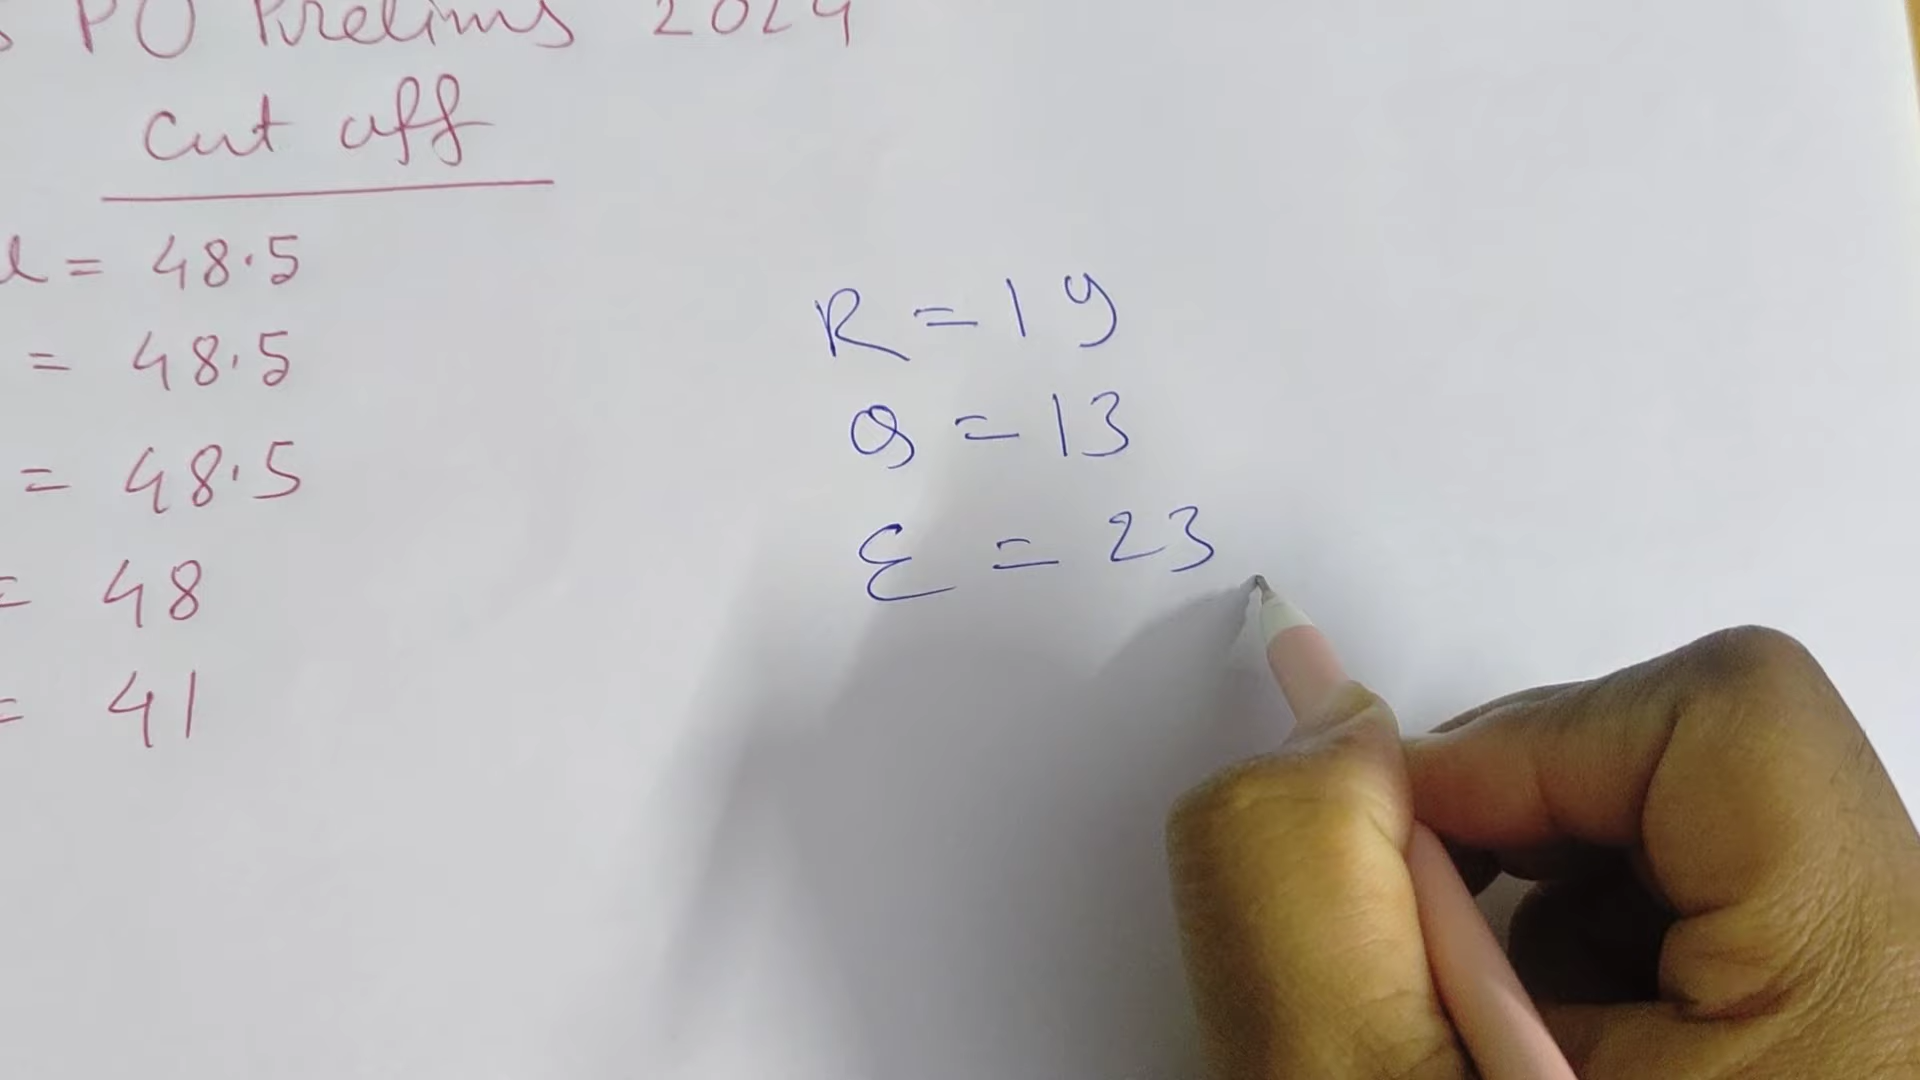 PO Prelims 2024
Cut off
= 48.5
= 48.5
= 48.5
= 48
= 41
R = 19
Q = 13
E = 23